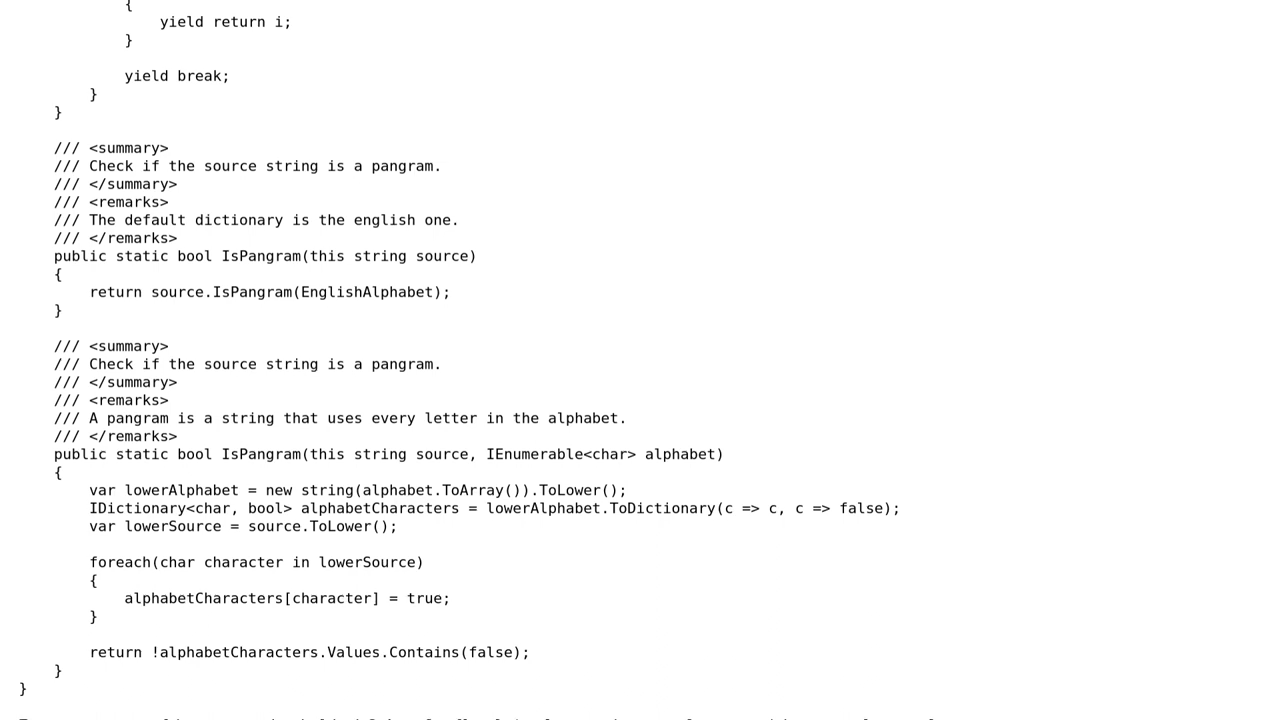 {
yield return i;
}
yield break;
}
}
/// <summary>
/// Check if the source string is a pangram.
/// </summary>
/// <remarks>
/// The default dictionary is the english one.
/// </remarks>
public static bool IsPangram(this string source)
{
return source.IsPangram(EnglishAlphabet);
}
/// <summary>
/// Check if the source string is a pangram.
/// </summary>
/// <remarks>
/// A pangram is a string that uses every letter in the alphabet.
/// </remarks>
public static bool IsPangram(this string source, IEnumerable<char> alphabet)
{
var lowerAlphabet = new string(alphabet.ToArray()).ToLower();
IDictionary<char, bool> alphabetCharacters = lowerAlphabet.ToDictionary(c => c, c => false);
var lowerSource = source.ToLower();
foreach(char character in lowerSource)
{
alphabetCharacters[character] = true;
}
return !alphabetCharacters.Values.Contains(false);
}
}